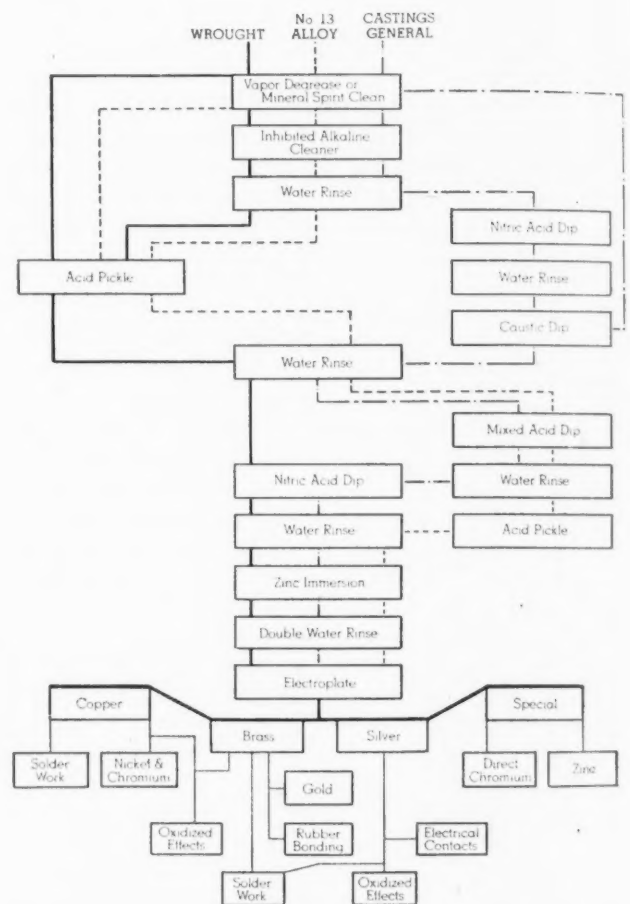 WROUGHT
No 13
ALLOY
CASTINGS
GENERAL
Vapor Degrease or
Mineral Spirit Clean
Inhibited Alkaline
Cleaner
Water Rinse
Nitric Acid Dip
Acid Pickle
Water Rinse
Caustic Dip
Water Rinse
Mixed Acid Dip
Nitric Acid Dip
Water Rinse
Water Rinse
Acid Pickle
Zinc Immersion
Double Water Rinse
Electroplate
Copper
Special
Brass
Silver
Solder
Work
Nickel &
Chromium
Direct
Chromium
Zinc
Gold
Oxidized
Effects
Rubber
Bonding
Electrical
Contacts
Solder
Work
Oxidized
Effects